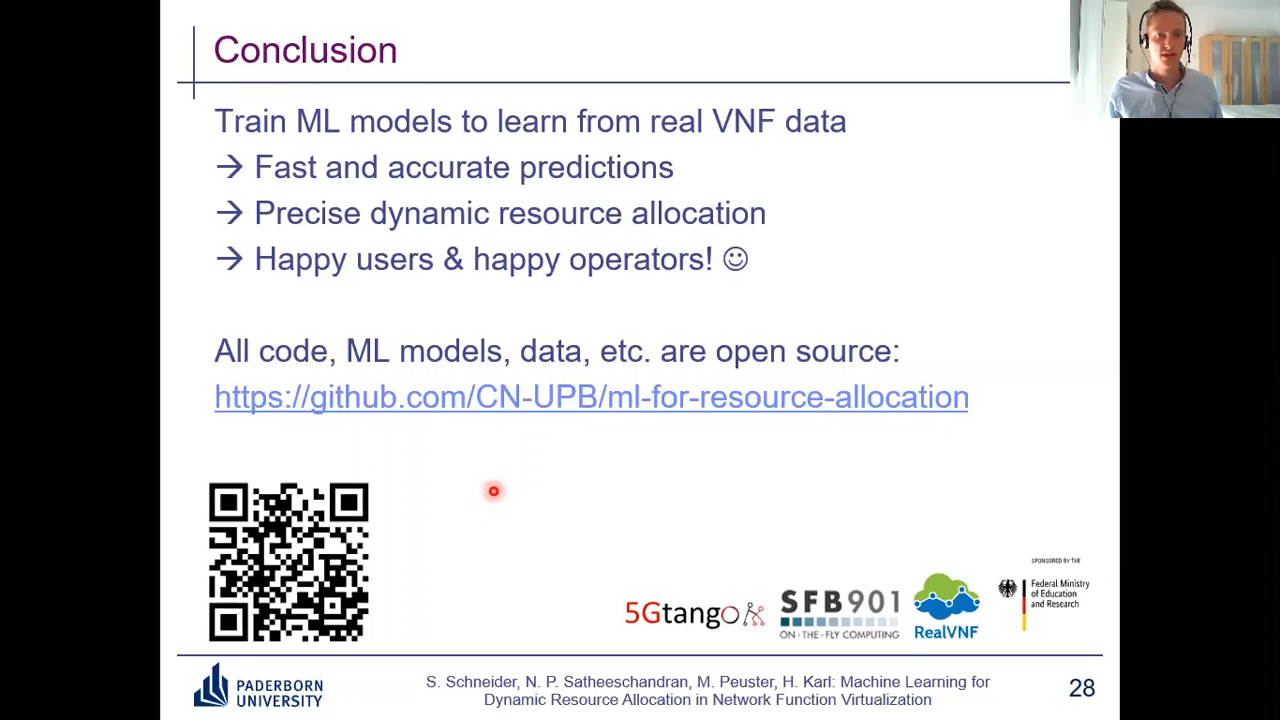 Conclusion
Train ML models to learn from real VNF data
→ Fast and accurate predictions
→ Precise dynamic resource allocation
→ Happy users & happy operators! ☺
All code, ML models, data, etc. are open source:
https://github.com/CN-UPB/ml-for-resource-allocation
SPONSORED BY THE
Federal Ministry
of Education
and Research
5Gtango
SFB901
ON-THE-FLY COMPUTING
RealVNF
PADERBORN
UNIVERSITY
S. Schneider, N. P. Satheeschandran, M. Peuster, H. Karl: Machine Learning for
Dynamic Resource Allocation in Network Function Virtualization
28